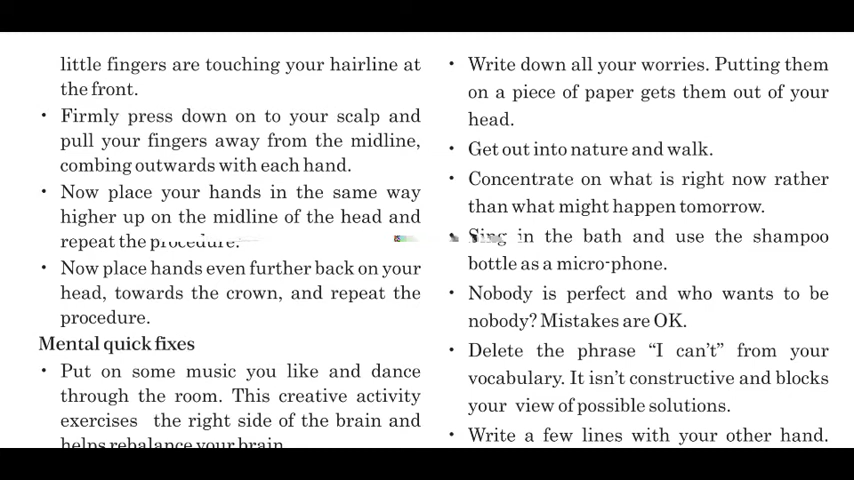 little fingers are touching your hairline at
the front.
• Firmly press down on to your scalp and
pull your fingers away from the midline,
combing outwards with each hand.
• Now place your hands in the same way
higher up on the midline of the head and
repeat the procedure.
• Now place hands even further back on your
head, towards the crown, and repeat the
procedure.
Mental quick fixes
• Put on some music you like and dance
through the room. This creative activity
exercises the right side of the brain and
helps rebalance your brain
• Write down all your worries. Putting them
on a piece of paper gets them out of your
head.
• Get out into nature and walk.
• Concentrate on what is right now rather
than what might happen tomorrow.
• Sing in the bath and use the shampoo
bottle as a micro-phone.
• Nobody is perfect and who wants to be
nobody? Mistakes are OK.
• Delete the phrase “I can’t” from your
vocabulary. It isn’t constructive and blocks
your view of possible solutions.
• Write a few lines with your other hand.